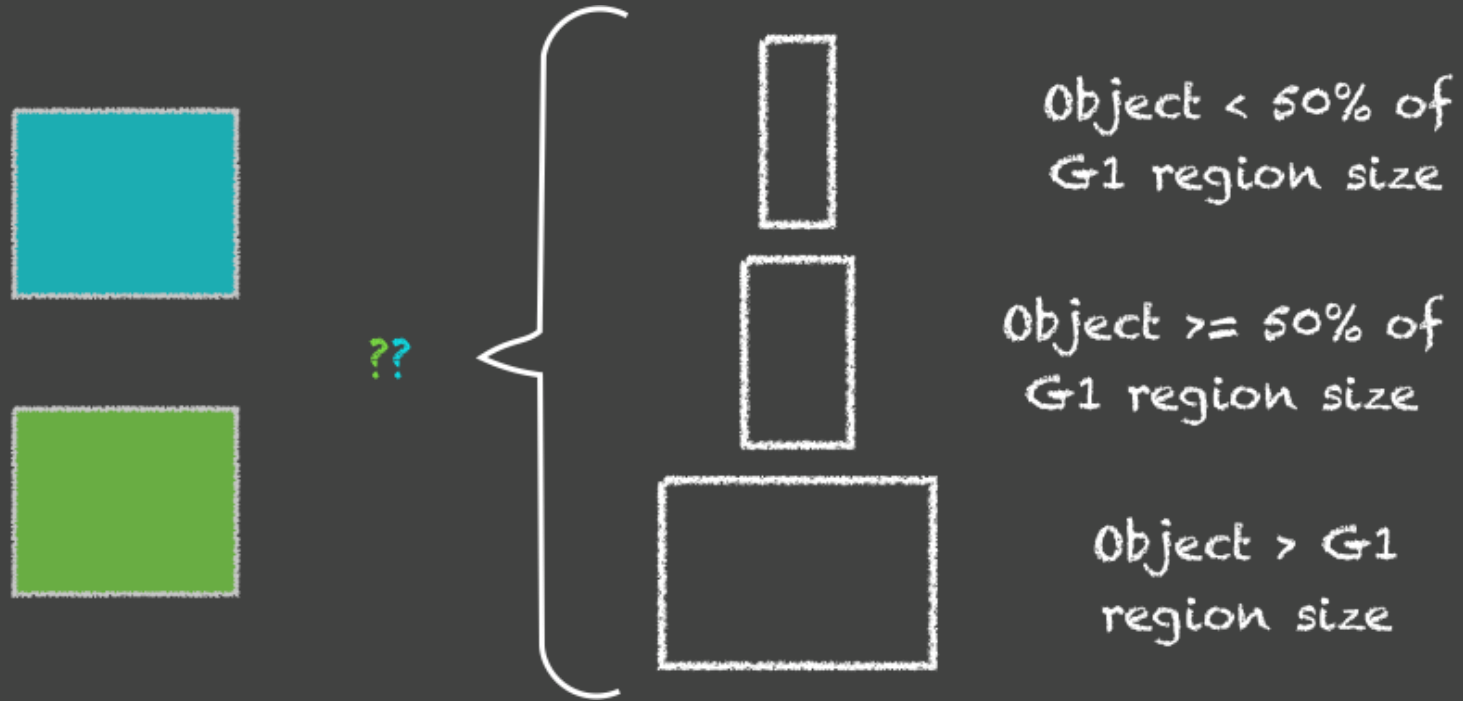 Object < 50% of
G1 region size
??
Object >= 50% of
G1 region size
Object > G1
region size